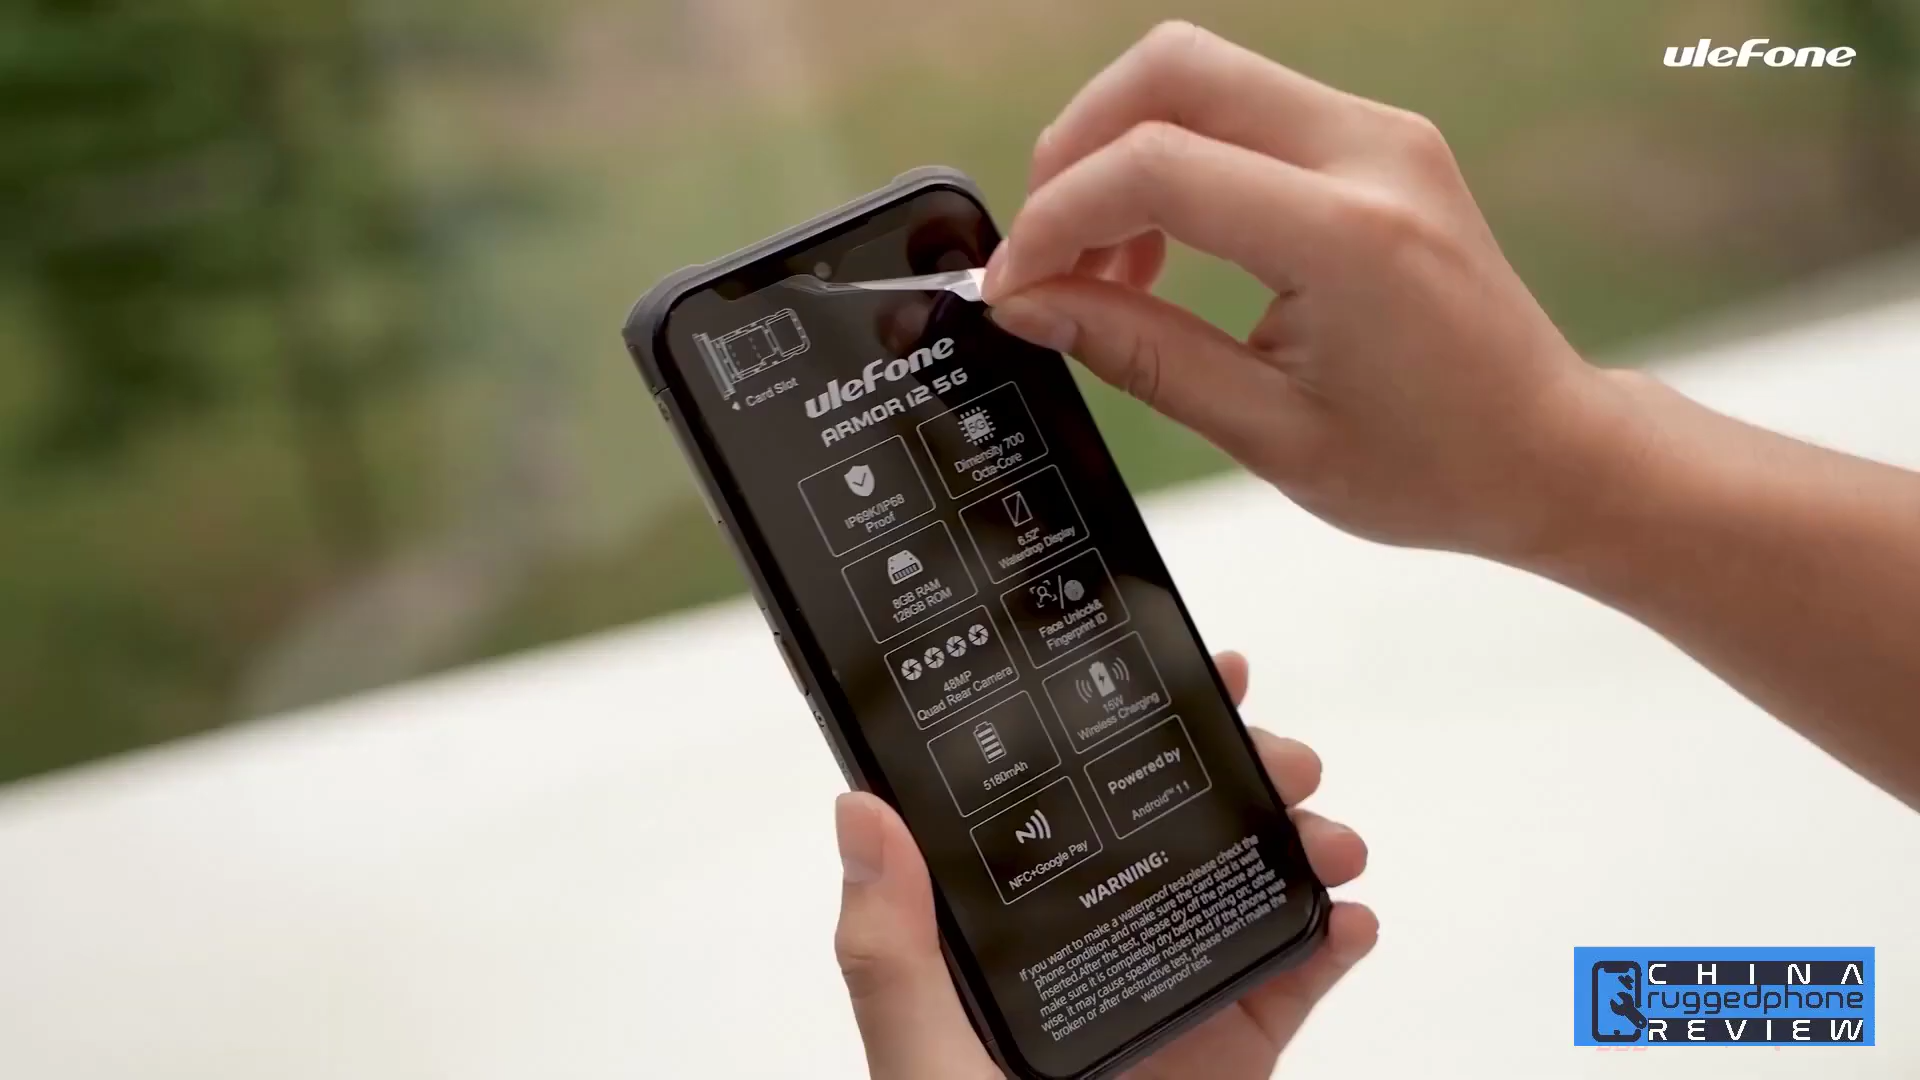 uleFone
Card Slot
uleFone
ARMOR 12 5G
5G
Dimensity 700
Octa-Core
IP69K/IP68
Proof
6.52"
Waterdrop Display
8GB RAM
128GB ROM
Face Unlock&
Fingerprint ID
48MP
Quad Rear Camera
15W
Wireless Charging
5180mAh
Powered by
Android™ 11
NFC+Google Pay
WARNING:
If you want to make a waterproof test,please check the
phone condition and make sure the card slot is well
inserted.After the test, please dry off the phone and
make sure it is completely dry before turning on; other
wise, it may cause speaker noises! And if the phone was
broken or after destructive test, please don't make the
waterproof test.
CHINA
ruggedphone
REVIEW